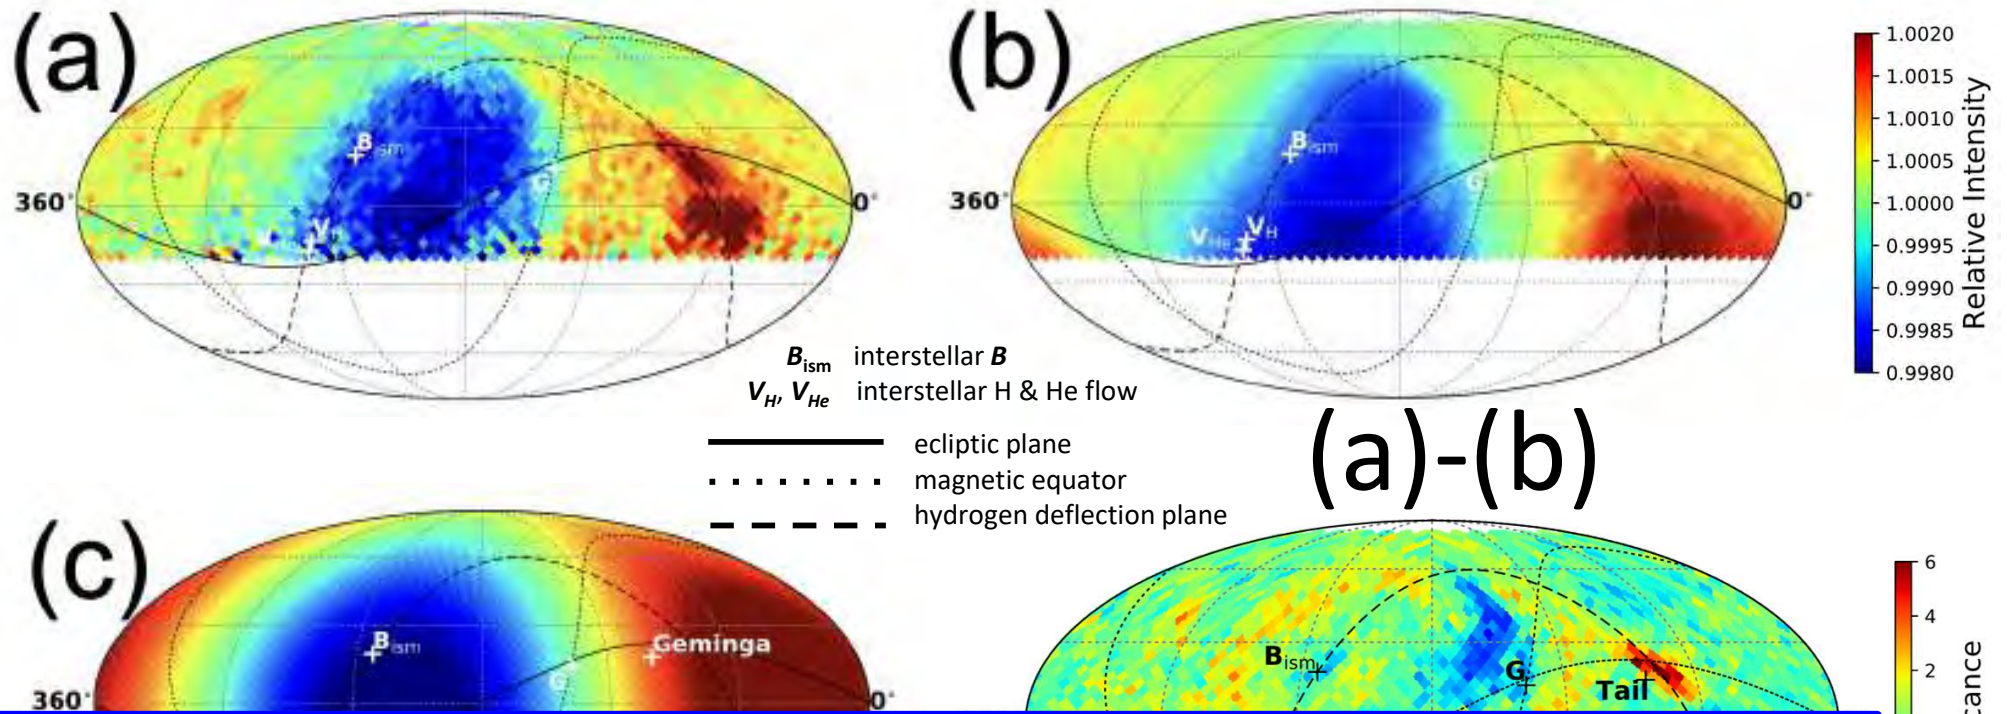 (a)
(b)
1.0020
1.0015
1.0010
1.0005
1.0000
0.9995
0.9990
0.9985
0.9980
Relative Intensity
Bism
G
VH
360°
0°
Bism
G
VHe
VH
360°
0°
Bism interstellar B
VH, VHe interstellar H & He flow
ecliptic plane
magnetic equator
hydrogen deflection plane
(a)-(b)
(c)
Bism
Geminga
G
360°
0°
Bism
G
Tail
6
4
2